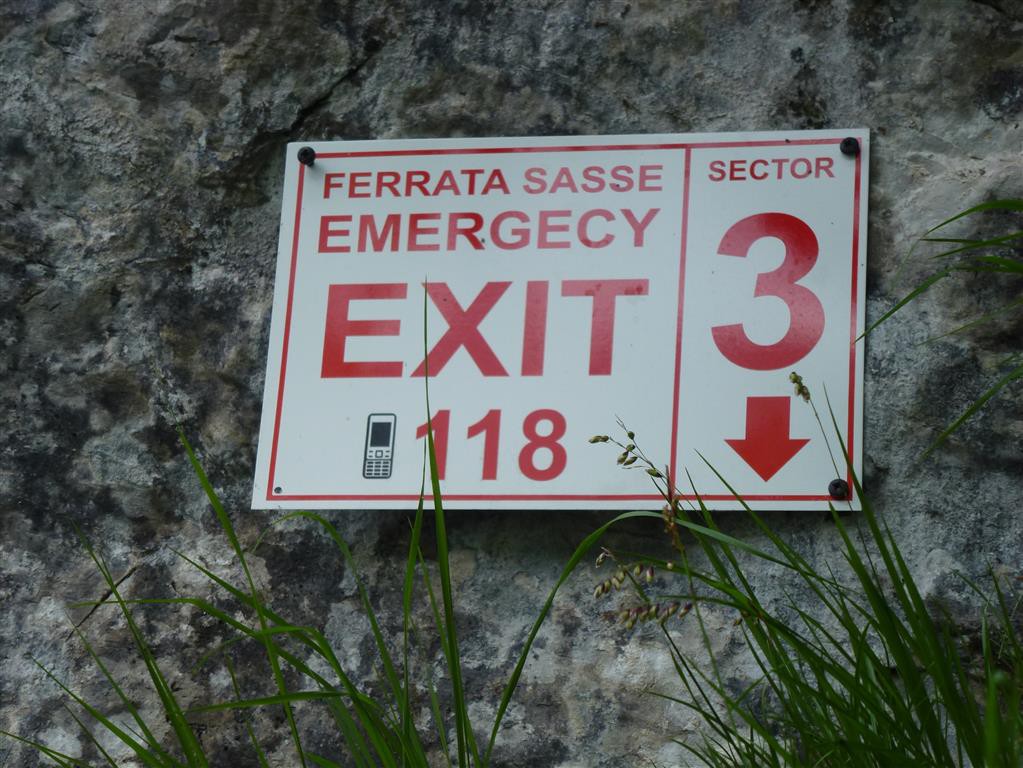 FERRATA SASSE
EMERGECY
EXIT
118
SECTOR
3